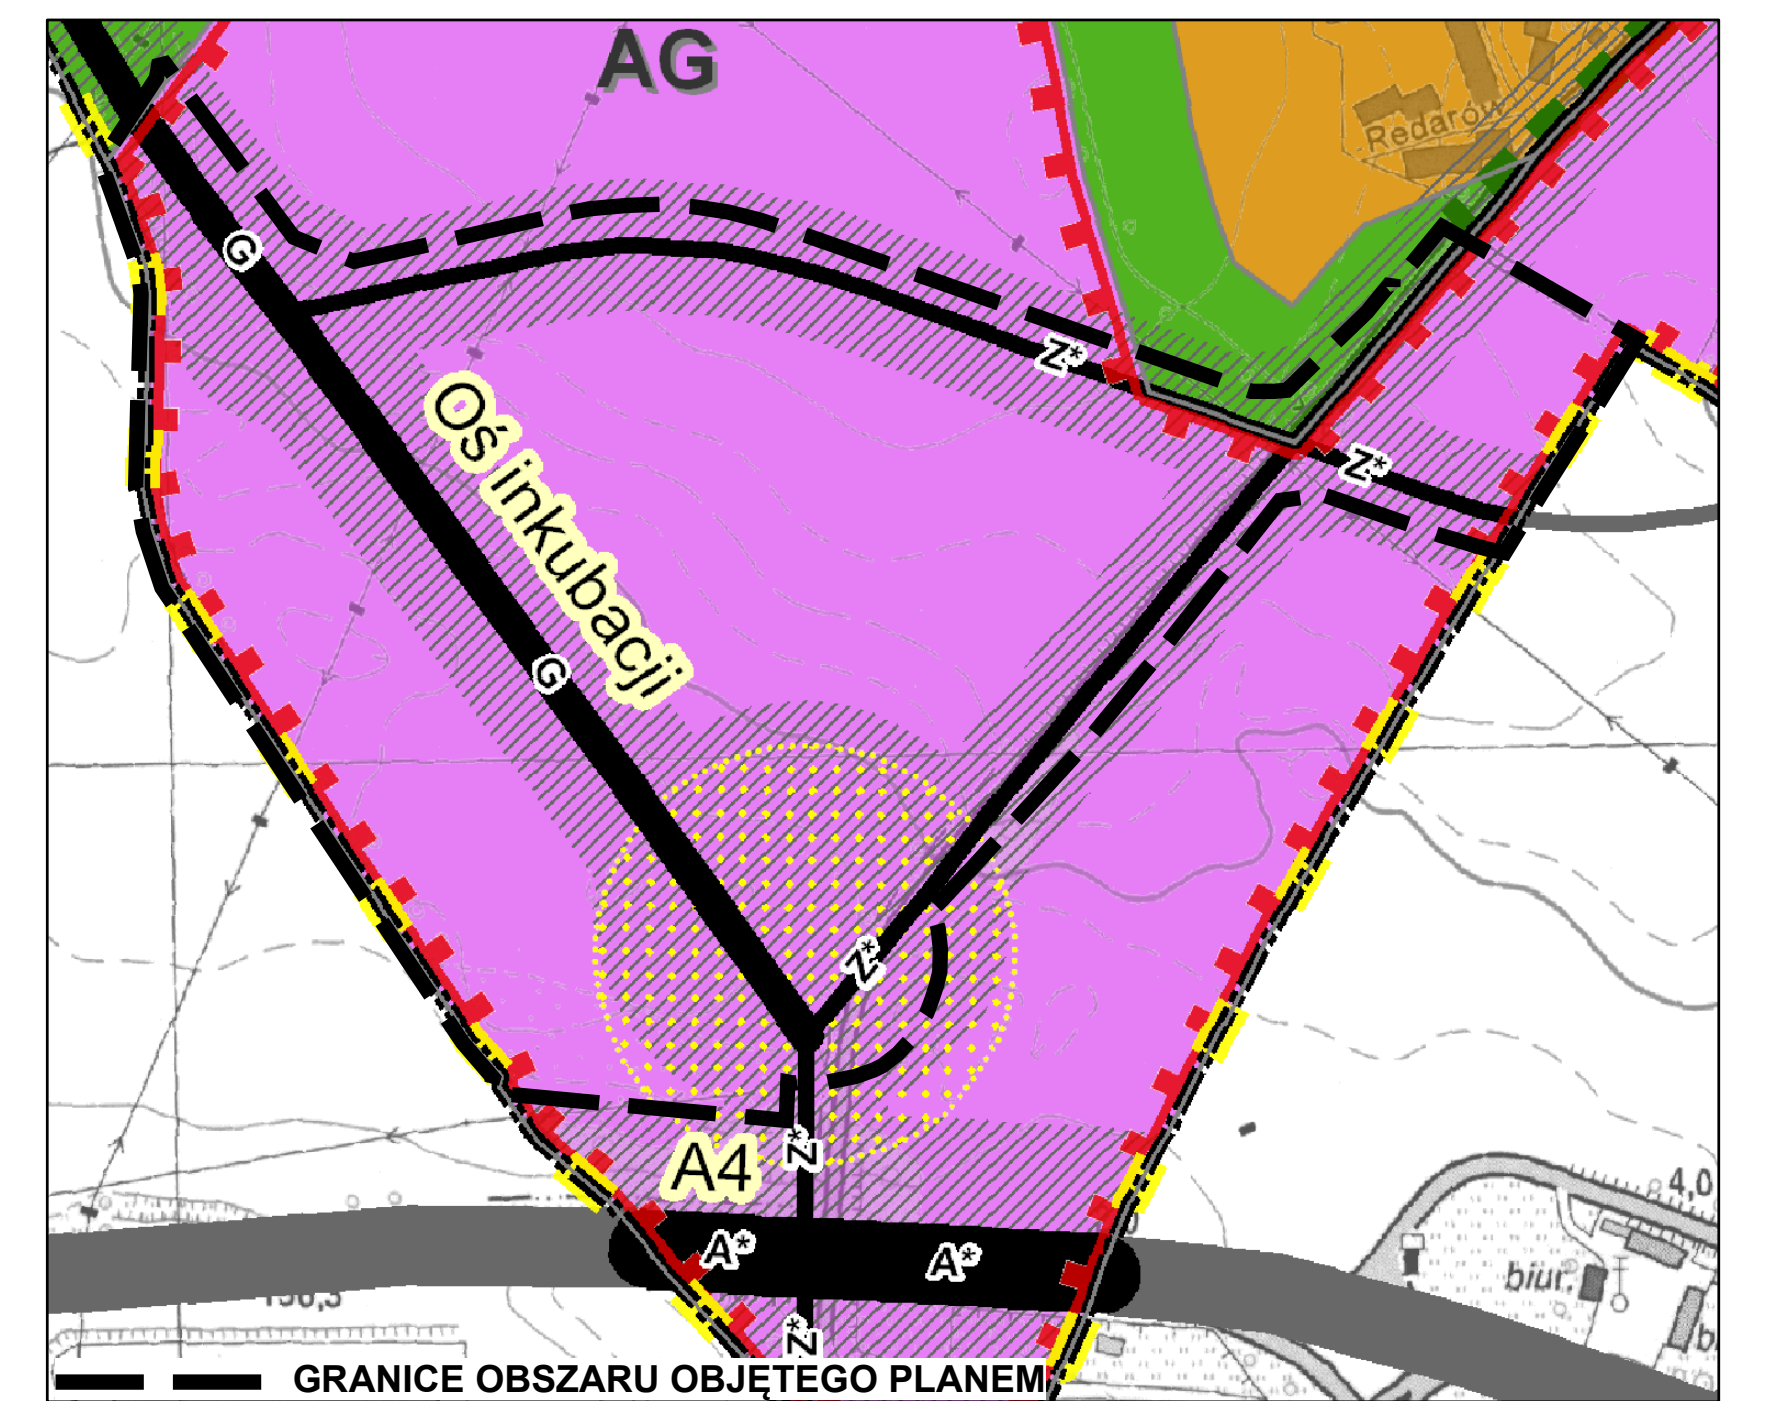 AG
Redarów
G
Z*
Z*
Oś inkubacji
G
Z*
Z*
A4
4,0
A*
A*
biur.
Z*
GRANICE OBSZARU OBJĘTEGO PLANEM